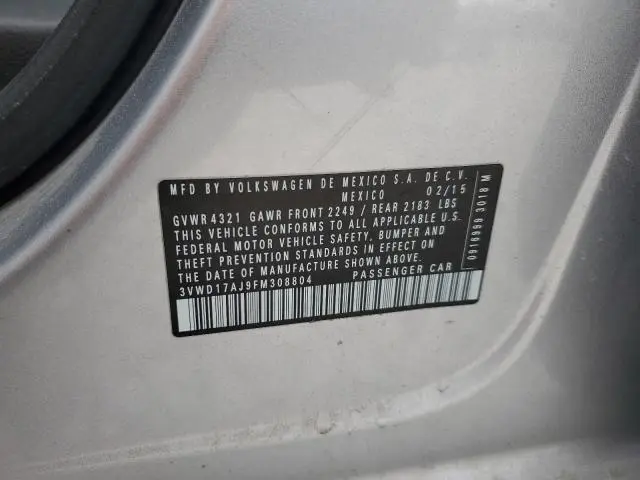 MFD BY VOLKSWAGEN DE MEXICO S.A. DE C.V.
MEXICO 02/15
GVWR 4321 GAWR FRONT 2249 / REAR 2183 LBS
THIS VEHICLE CONFORMS TO ALL APPLICABLE U.S.
FEDERAL MOTOR VEHICLE SAFETY, BUMPER AND
THEFT PREVENTION STANDARDS IN EFFECT ON
THE DATE OF MANUFACTURE SHOWN ABOVE.
3VWD17AJ9FM308804 PASSENGER CAR
0916999 3018 M